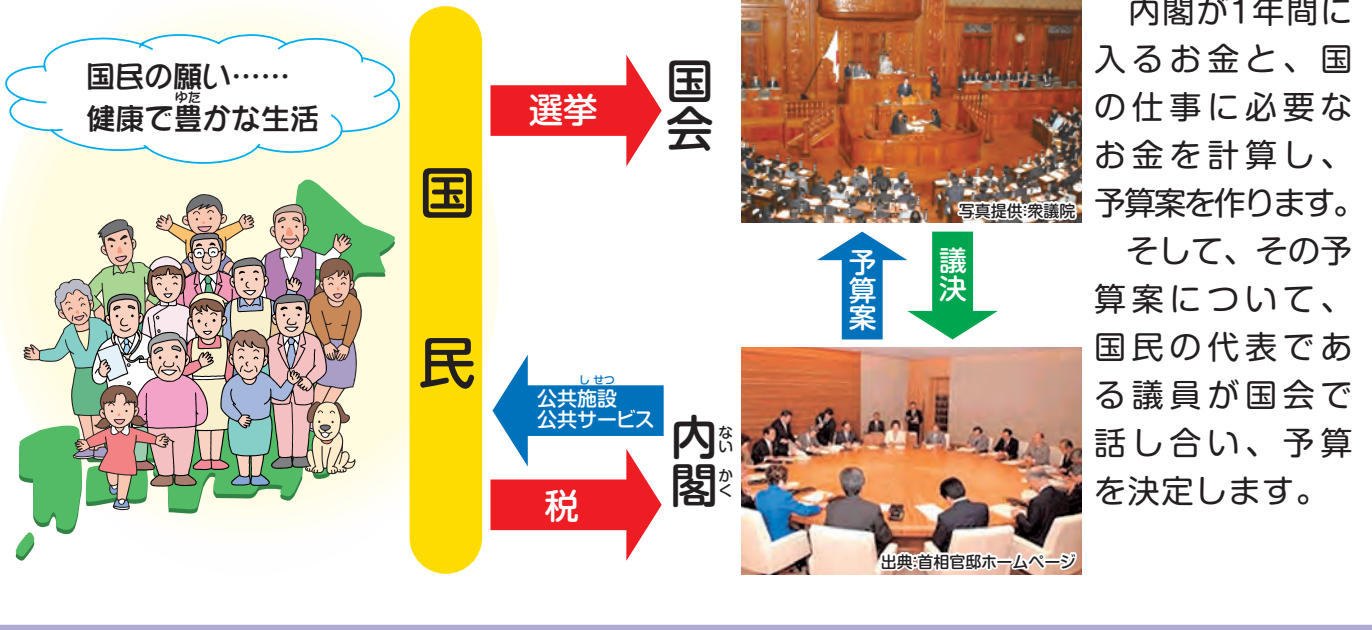 国民の願い……
健康で豊かな生活
ゆた
国民
選挙
国会
写真提供:衆議院
予算案
議決
公共施設
しせつ
公共サービス
税
内閣
ないかく
出典:首相官邸ホームページ
内閣が1年間に
入るお金と、国
の仕事に必要な
お金を計算し、
予算案を作ります。
そして、その予
算案について、
国民の代表であ
る議員が国会で
話し合い、予算
を決定します。